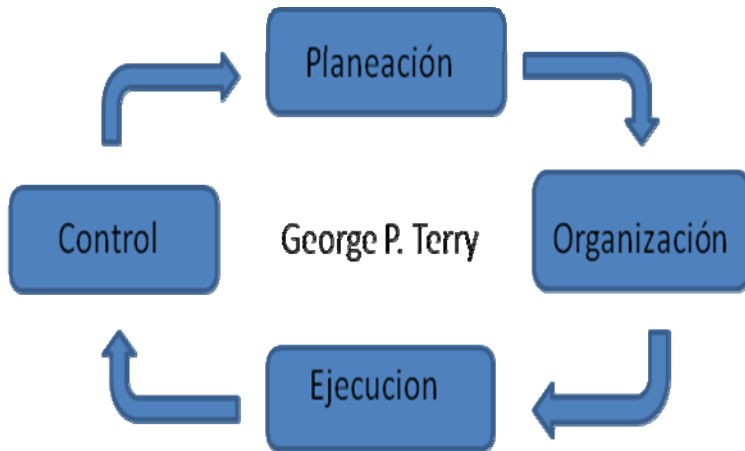 Planeación
Control
George P. Terry
Organización
Ejecucion